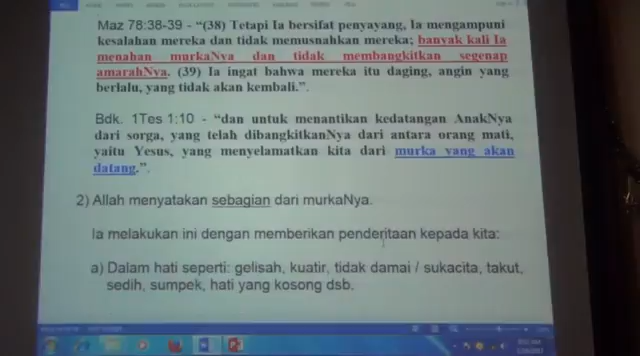 Maz 78:38-39 - “(38) Tetapi Ia bersifat penyayang, Ia mengampuni
kesalahan mereka dan tidak memusnahkan mereka; banyak kali Ia
menahan murkaNya dan tidak membangkitkan segenap
amarahNya. (39) Ia ingat bahwa mereka itu daging, angin yang
berlalu, yang tidak akan kembali.”.
Bdk. 1Tes 1:10 - “dan untuk menantikan kedatangan AnakNya
dari sorga, yang telah dibangkitkanNya dari antara orang mati,
yaitu Yesus, yang menyelamatkan kita dari murka yang akan
datang.”.
2) Allah menyatakan sebagian dari murkaNya.
Ia melakukan ini dengan memberikan penderitaan kepada kita:
a) Dalam hati seperti: gelisah, kuatir, tidak damai / sukacita, takut,
sedih, sumpek, hati yang kosong dsb.